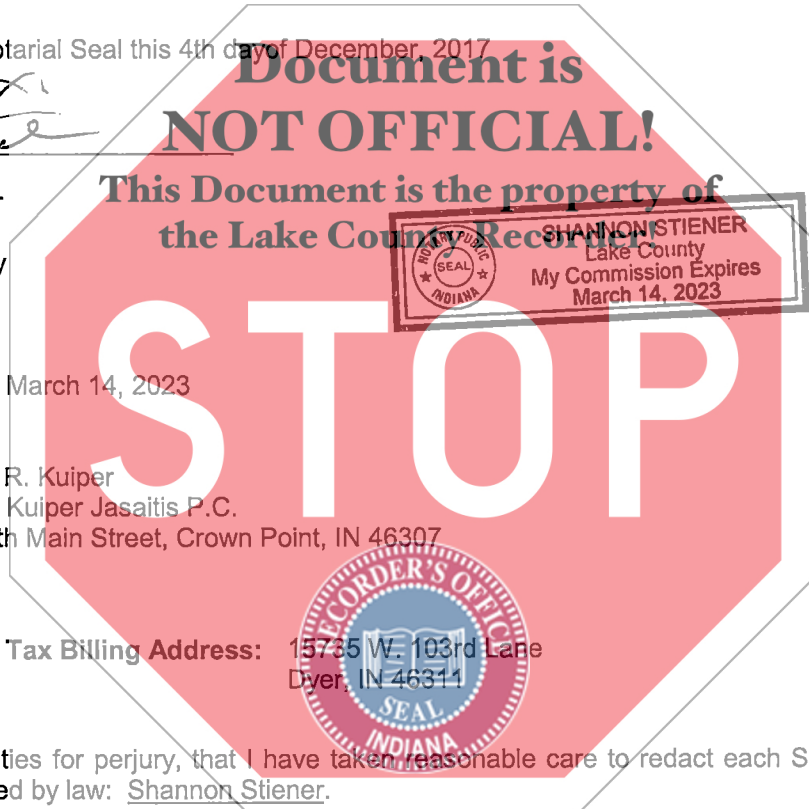 otarial Seal this 4th day of December, 2017
Document is
NOT OFFICIAL!
This Document is the property of
the Lake County Recorder!
SHANNON STIENER
Lake County
My Commission Expires
March 14, 2023
NOTARY PUBLIC
SEAL
INDIANA
y
STOP
March 14, 2023
R. Kuiper
Kuiper Jasaitis P.C.
th Main Street, Crown Point, IN 46307
RECORDER'S OFFICE
Tax Billing Address: 15735 W. 103rd Lane
Dyer, IN 46311
SEAL
INDIANA
ties for perjury, that I have taken reasonable care to redact each S
ed by law: Shannon Stiener.